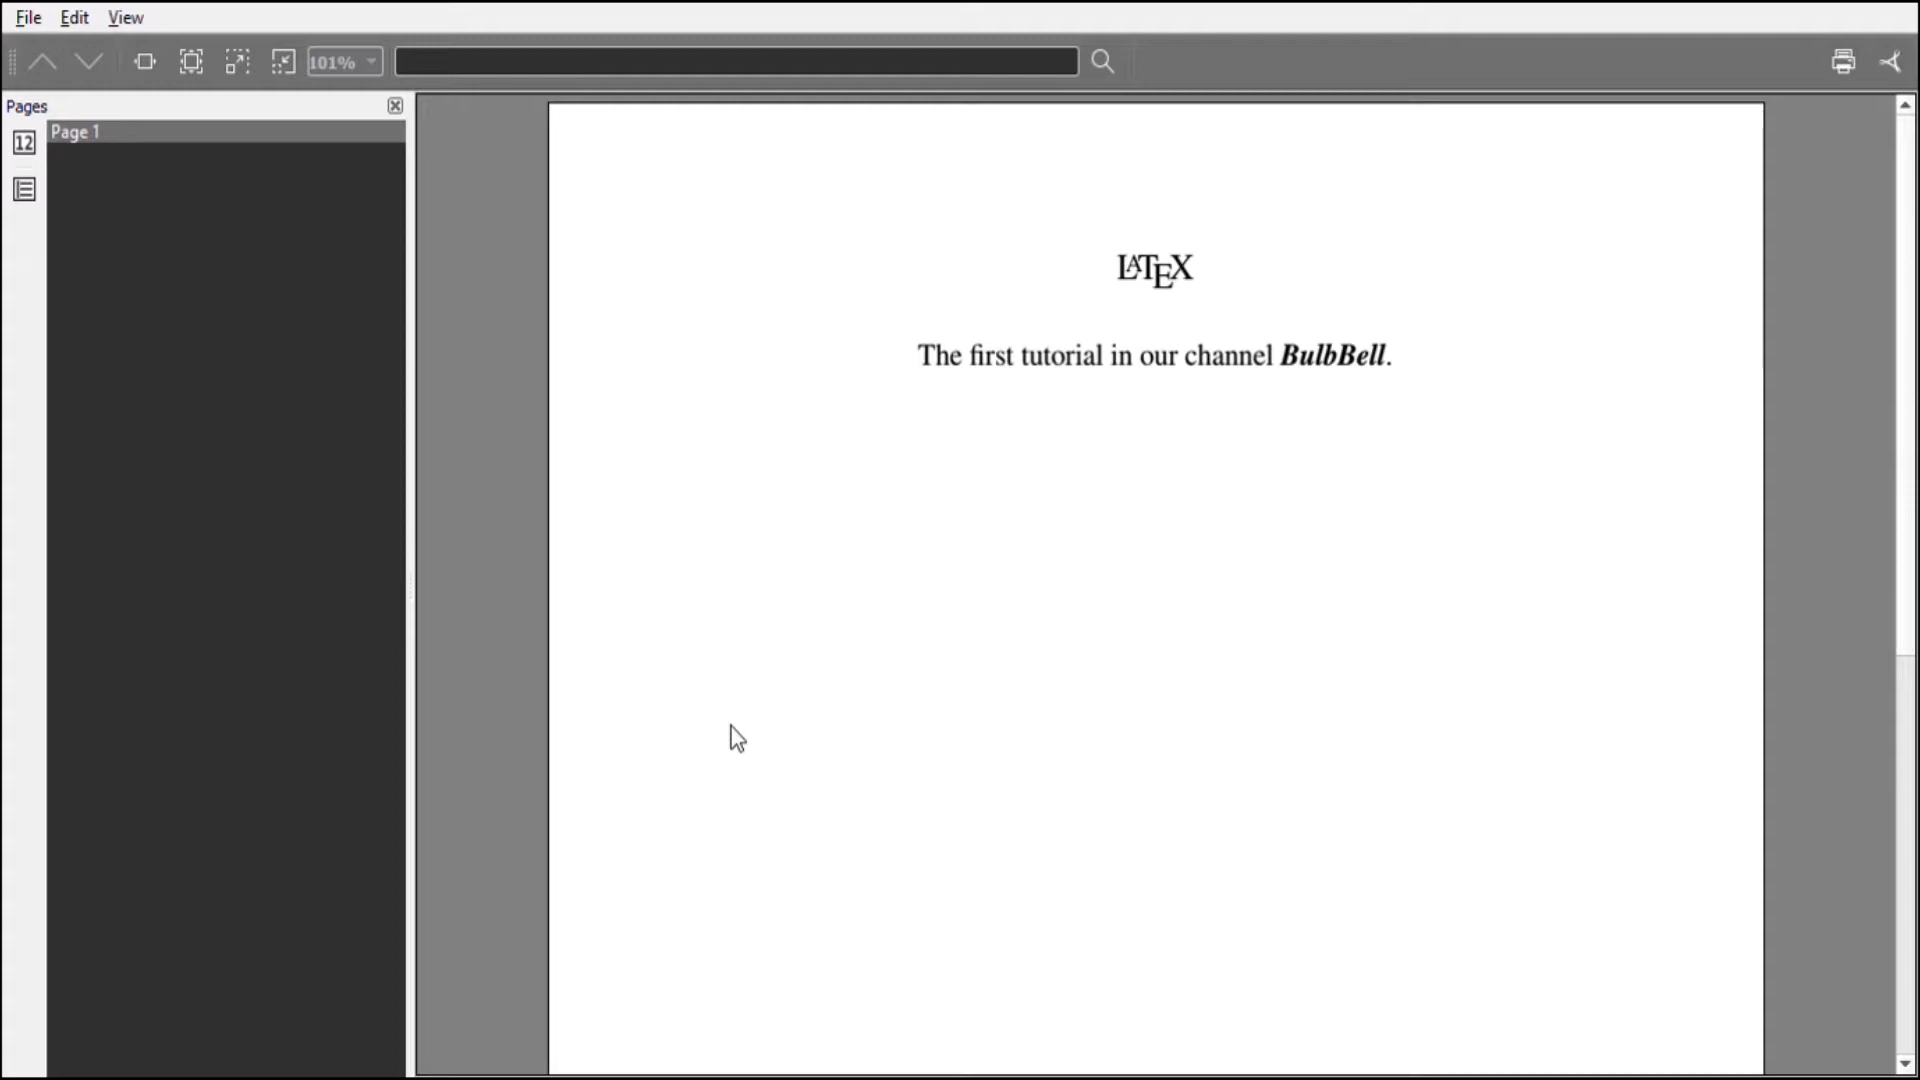 File Edit View
101%
Pages
12
Page 1
LATEX
The first tutorial in our channel BulbBell.